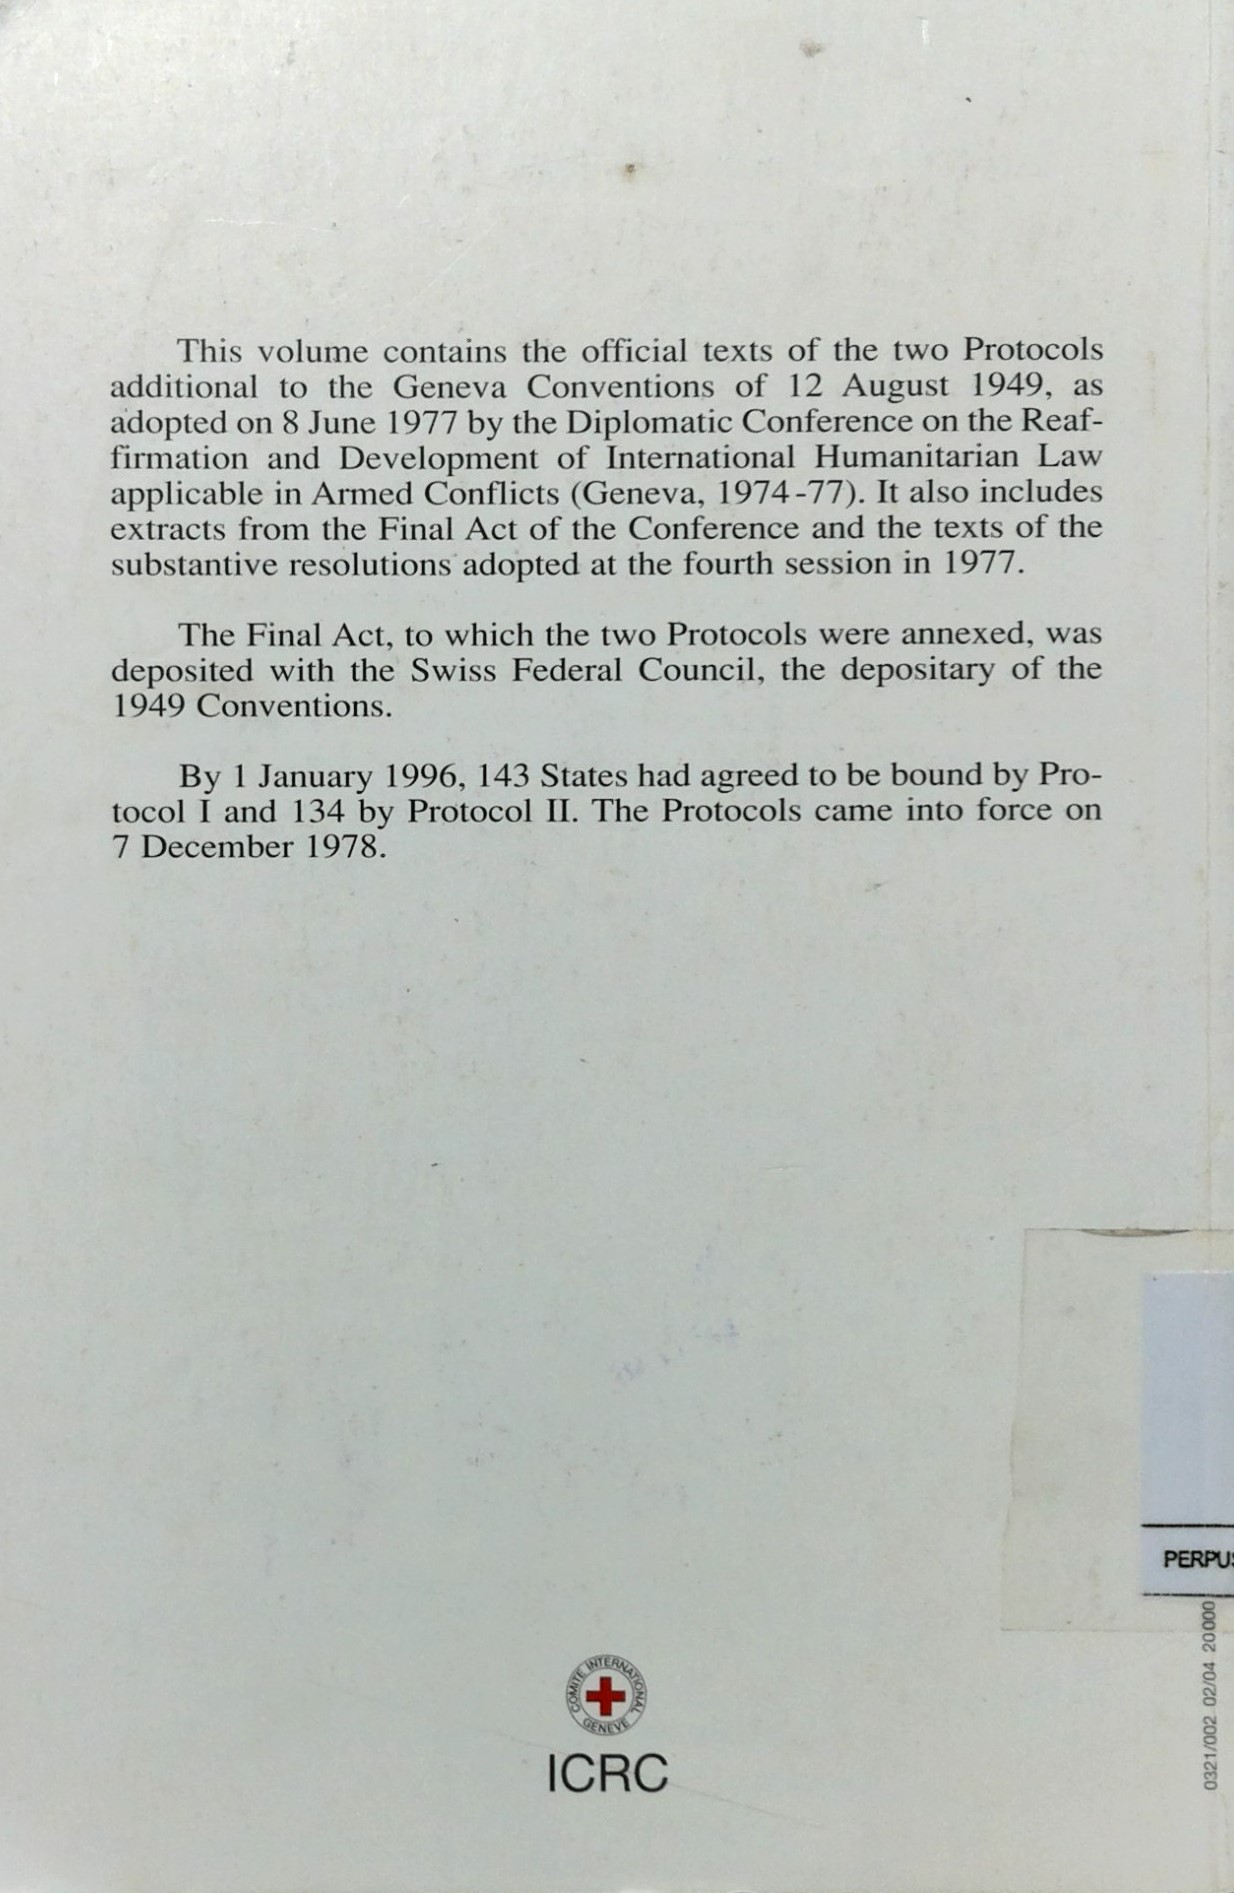 This volume contains the official texts of the two Protocols
additional to the Geneva Conventions of 12 August 1949, as
adopted on 8 June 1977 by the Diplomatic Conference on the Reaf-
firmation and Development of International Humanitarian Law
applicable in Armed Conflicts (Geneva, 1974-77). It also includes
extracts from the Final Act of the Conference and the texts of the
substantive resolutions adopted at the fourth session in 1977.
The Final Act, to which the two Protocols were annexed, was
deposited with the Swiss Federal Council, the depositary of the
1949 Conventions.
By 1 January 1996, 143 States had agreed to be bound by Pro-
tocol I and 134 by Protocol II. The Protocols came into force on
7 December 1978.
PERPUS
0321/002 02/04 20000
COMITE INTERNATIONAL
GENEVE
ICRC